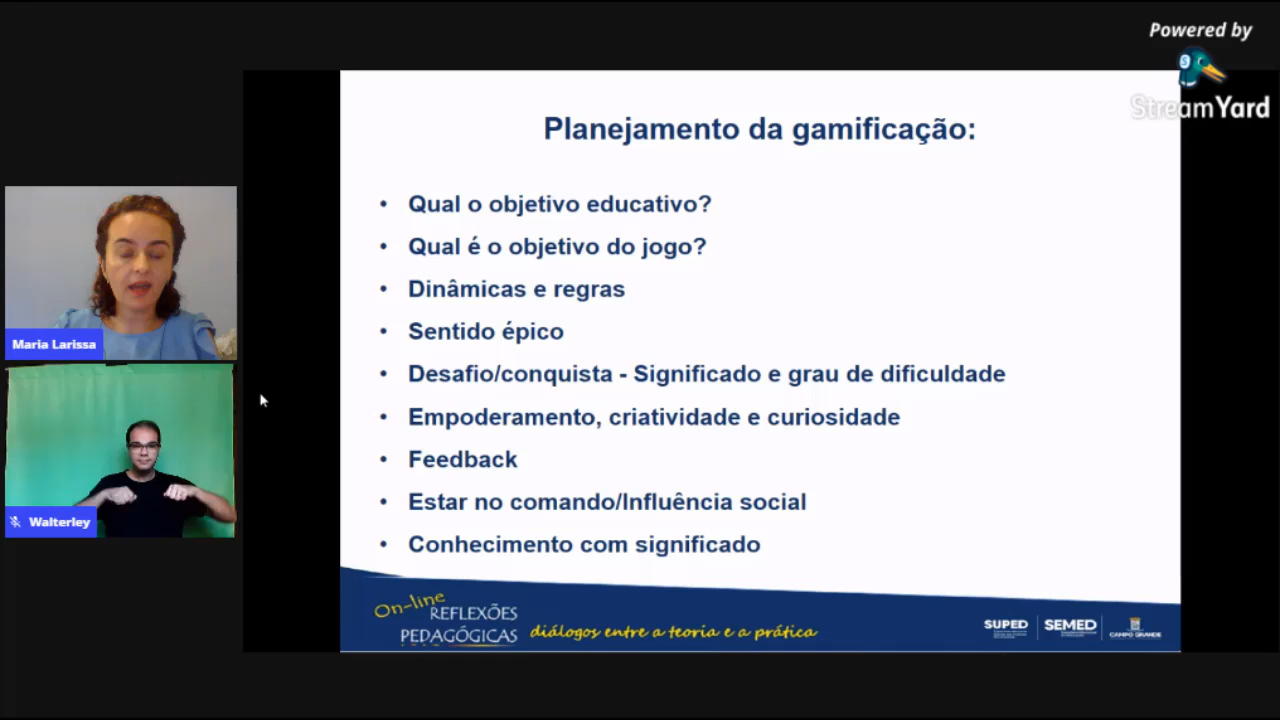 Powered by
StreamYard
Planejamento da gamificação:
• Qual o objetivo educativo?
• Qual é o objetivo do jogo?
• Dinâmicas e regras
• Sentido épico
• Desafio/conquista - Significado e grau de dificuldade
• Empoderamento, criatividade e curiosidade
• Feedback
• Estar no comando/Influência social
• Conhecimento com significado
Maria Larissa
Walterley
On-line
REFLEXÕES
PEDAGÓGICAS
diálogos entre a teoria e a prática
SUPED
SEMED
CAMPO GRANDE